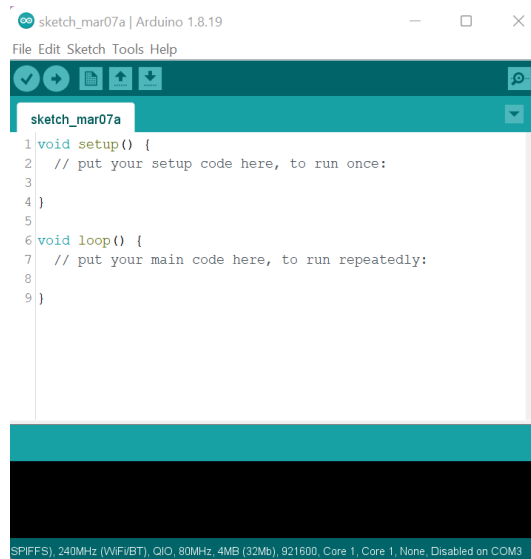 sketch_mar07a | Arduino 1.8.19
File Edit Sketch Tools Help
sketch_mar07a
1 void setup() {
2   // put your setup code here, to run once:
3
4 }
5
6 void loop() {
7   // put your main code here, to run repeatedly:
8
9 }
SPIFFS), 240MHz (WiFi/BT), QIO, 80MHz, 4MB (32Mb), 921600, Core 1, Core 1, None, Disabled on COM3